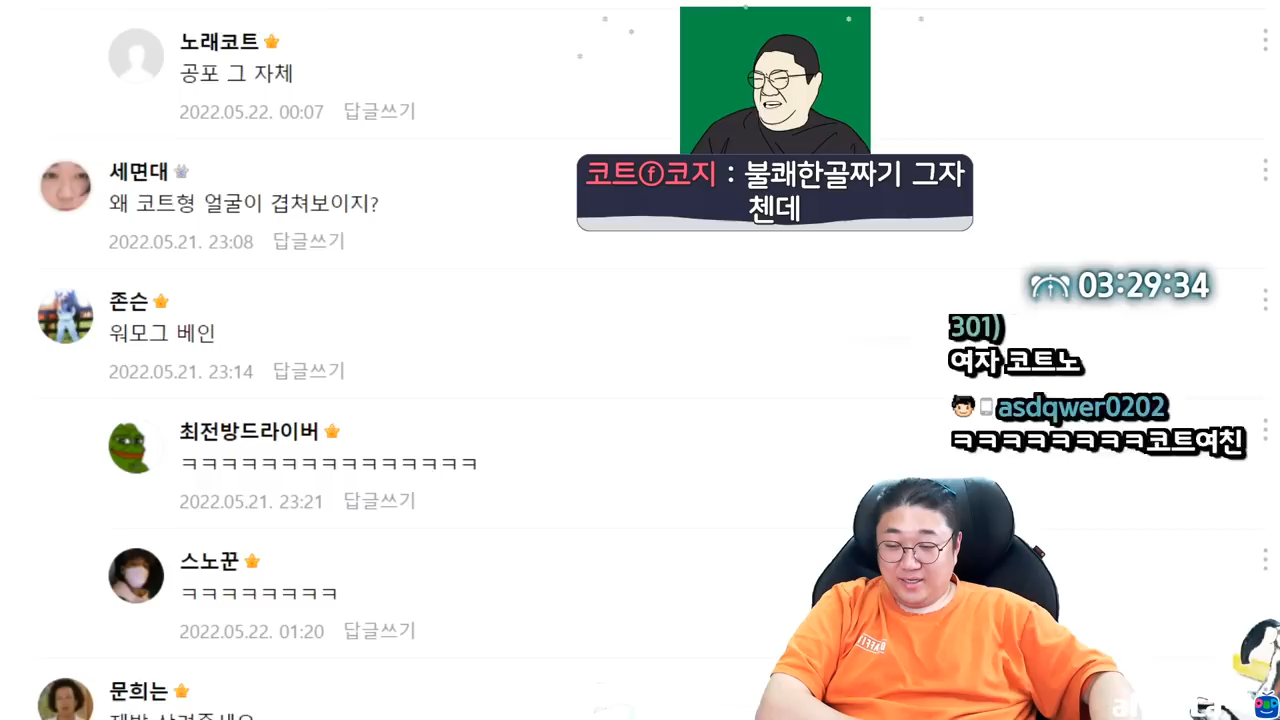 노래코트
공포 그 자체
2022.05.22. 00:07 답글쓰기
세면대
왜 코트형 얼굴이 겹쳐보이지?
2022.05.21. 23:08 답글쓰기
존슨
워모그 베인
2022.05.21. 23:14 답글쓰기
최전방드라이버
ㅋㅋㅋㅋㅋㅋㅋㅋㅋㅋㅋㅋㅋㅋㅋ
2022.05.21. 23:21 답글쓰기
스노꾼
ㅋㅋㅋㅋㅋㅋㅋㅋ
2022.05.22. 01:20 답글쓰기
문희는
코트ⓕ코지 : 불쾌한골짜기 그자
첸데
03:29:34
301)
여자 코트노
asdqwer0202
ㅋㅋㅋㅋㅋㅋㅋㅋ코트여친